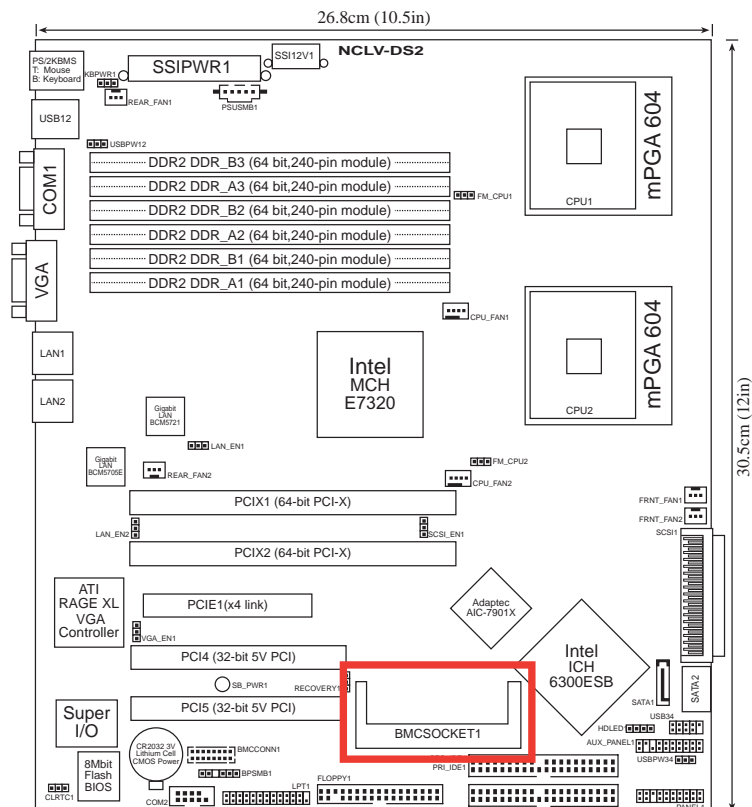 26.8cm (10.5in)
NCLV-DS2
PS/2KBMS
T: Mouse
B: Keyboard
KBPWR1
SSIPWR1
SSI12V1
REAR_FAN1
PSUSMB1
USB12
USBPW12
COM1
VGA
DDR2 DDR_B3 (64 bit,240-pin module)
DDR2 DDR_A3 (64 bit,240-pin module)
DDR2 DDR_B2 (64 bit,240-pin module)
DDR2 DDR_A2 (64 bit,240-pin module)
DDR2 DDR_B1 (64 bit,240-pin module)
DDR2 DDR_A1 (64 bit,240-pin module)
FM_CPU1
CPU1
mPGA 604
CPU_FAN1
CPU2
mPGA 604
30.5cm (12in)
LAN1
LAN2
Intel
MCH
E7320
Gigabit
LAN
BCM5721
LAN_EN1
Gigabit
LAN
BCM5705E
REAR_FAN2
FM_CPU2
CPU_FAN2
PCIX1 (64-bit PCI-X)
LAN_EN2
SCSI_EN1
PCIX2 (64-bit PCI-X)
FRNT_FAN1
FRNT_FAN2
SCSI1
ATI
RAGE XL
VGA
Controller
PCIE1(x4 link)
VGA_EN1
Adaptec
AIC-7901X
Intel
ICH
6300ESB
PCI4 (32-bit 5V PCI)
SB_PWR1
RECOVERY1
PCI5 (32-bit 5V PCI)
BMCSOCKET1
SATA1
SATA2
USB34
HDLED
AUX_PANEL1
USBPW34
Super
I/O
8Mbit
Flash
BIOS
CR2032 3V
Lithium Cell
CMOS Power
BMCCONN1
BPSMB1
CLRTC1
COM2
LPT1
FLOPPY1
PRI_IDE1
PANEL1